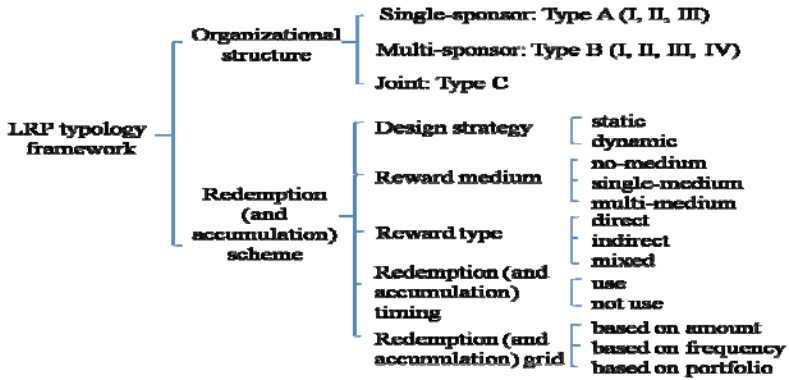 LRP typology
framework
Organizational
structure
Single-sponsor: Type A (I, II, III)
Multi-sponsor: Type B (I, II, III, IV)
Joint: Type C
Redemption
(and
accumulation)
scheme
Design strategy
static
dynamic
Reward medium
no-medium
single-medium
multi-medium
Reward type
direct
indirect
mixed
Redemption (and
accumulation)
timing
use
not use
Redemption (and
accumulation) grid
based on amount
based on frequency
based on portfolio